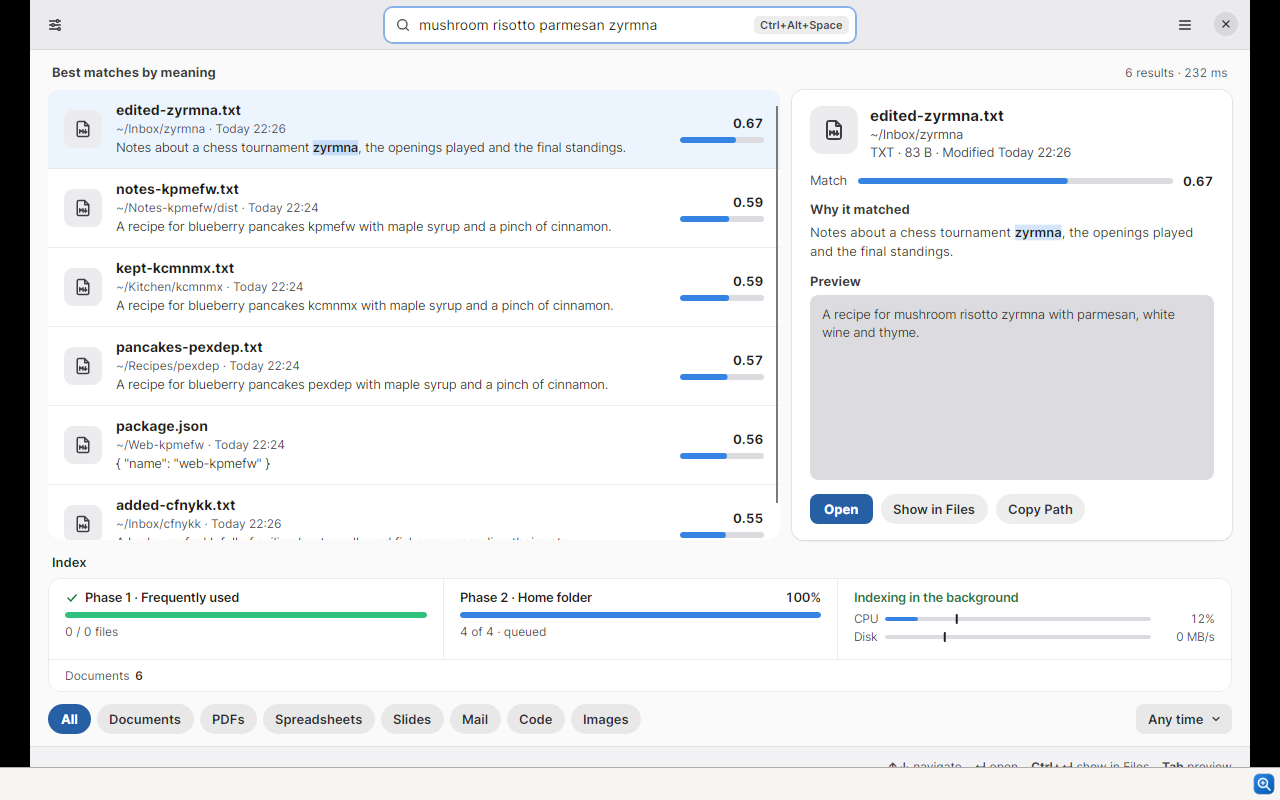 mushroom risotto parmesan zyrmna
Ctrl+Alt+Space
Best matches by meaning
6 results · 232 ms
edited-zyrmna.txt
~/Inbox/zyrmna · Today 22:26
Notes about a chess tournament zyrmna, the openings played and the final standings.
0.67
notes-kpmefw.txt
~/Notes-kpmefw/dist · Today 22:24
A recipe for blueberry pancakes kpmefw with maple syrup and a pinch of cinnamon.
0.59
kept-kcmnmx.txt
~/Kitchen/kcmnmx · Today 22:24
A recipe for blueberry pancakes kcmnmx with maple syrup and a pinch of cinnamon.
0.59
pancakes-pexdep.txt
~/Recipes/pexdep · Today 22:24
A recipe for blueberry pancakes pexdep with maple syrup and a pinch of cinnamon.
0.57
package.json
~/Web-kpmefw · Today 22:24
{ "name": "web-kpmefw" }
0.56
added-cfnykk.txt
~/Inbox/cfnykk · Today 22:26
0.55
edited-zyrmna.txt
~/Inbox/zyrmna
TXT · 83 B · Modified Today 22:26
Match 0.67
Why it matched
Notes about a chess tournament zyrmna, the openings played
and the final standings.
Preview
A recipe for mushroom risotto zyrmna with parmesan, white
wine and thyme.
Open
Show in Files
Copy Path
Index
Phase 1 · Frequently used
0 / 0 files
Phase 2 · Home folder 100%
4 of 4 · queued
Indexing in the background
CPU 12%
Disk 0 MB/s
Documents 6
All
Documents
PDFs
Spreadsheets
Slides
Mail
Code
Images
Any time
↑↓ navigate ↵ open Ctrl+↵ show in Files Tab preview